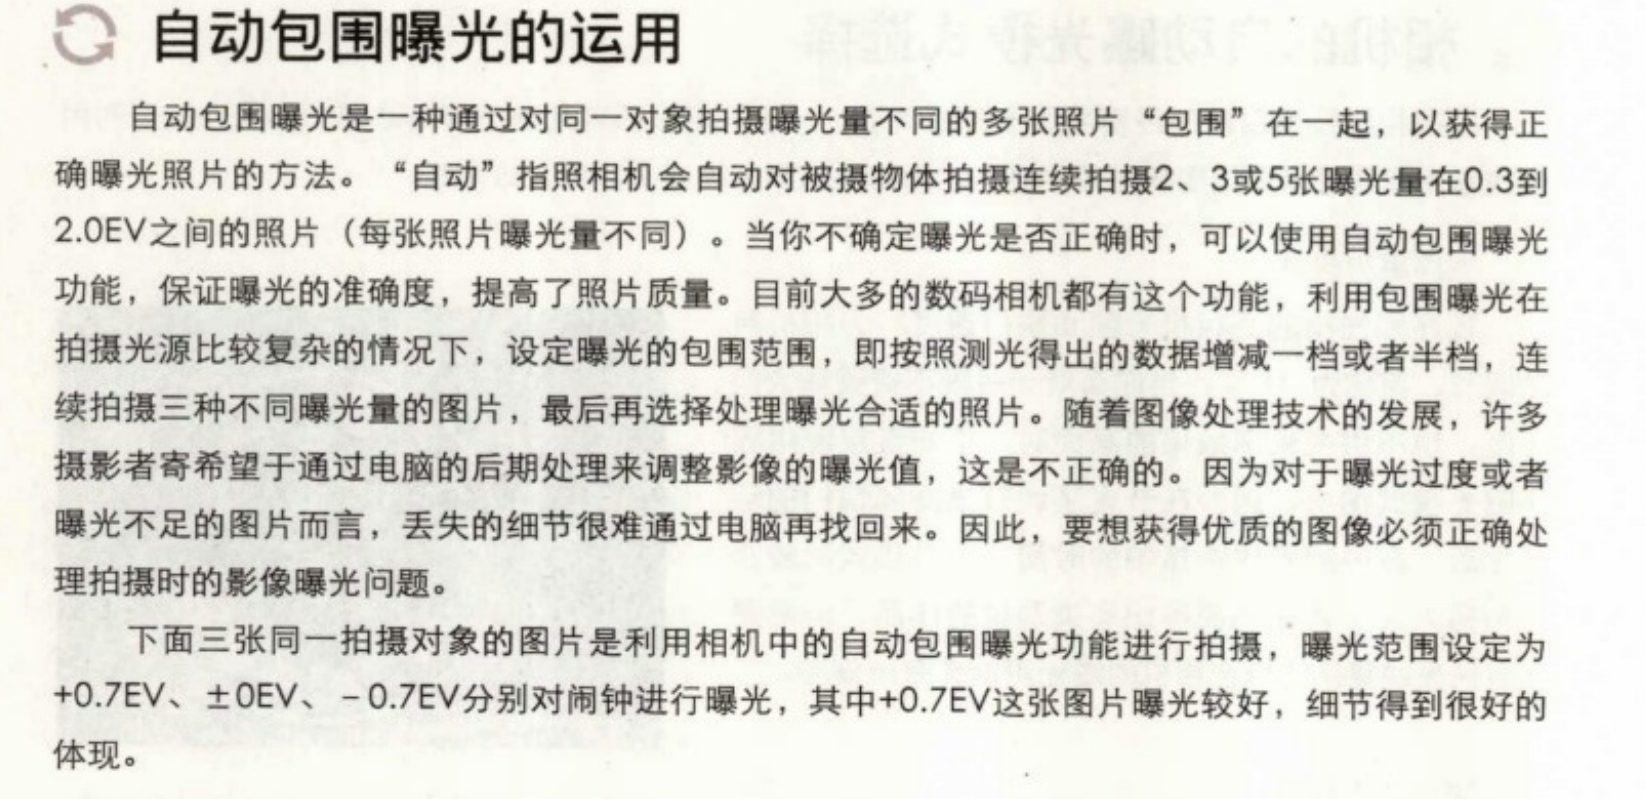 自动包围曝光的运用
自动包围曝光是一种通过对同一对象拍摄曝光量不同的多张照片“包围”在一起，以获得正
确曝光照片的方法。“自动”指照相机会自动对被摄物体拍摄连续拍摄2、3或5张曝光量在0.3到
2.0EV之间的照片（每张照片曝光量不同）。当你不确定曝光是否正确时，可以使用自动包围曝光
功能，保证曝光的准确度，提高了照片质量。目前大多的数码相机都有这个功能，利用包围曝光在
拍摄光源比较复杂的情况下，设定曝光的包围范围，即按照测光得出的数据增减一档或者半档，连
续拍摄三种不同曝光量的图片，最后再选择处理曝光合适的照片。随着图像处理技术的发展，许多
摄影者寄希望于通过电脑的后期处理来调整影像的曝光值，这是不正确的。因为对于曝光过度或者
曝光不足的图片而言，丢失的细节很难通过电脑再找回来。因此，要想获得优质的图像必须正确处
理拍摄时的影像曝光问题。
下面三张同一拍摄对象的图片是利用相机中的自动包围曝光功能进行拍摄，曝光范围设定为
+0.7EV、±0EV、－0.7EV分别对闹钟进行曝光，其中+0.7EV这张图片曝光较好，细节得到很好的
体现。